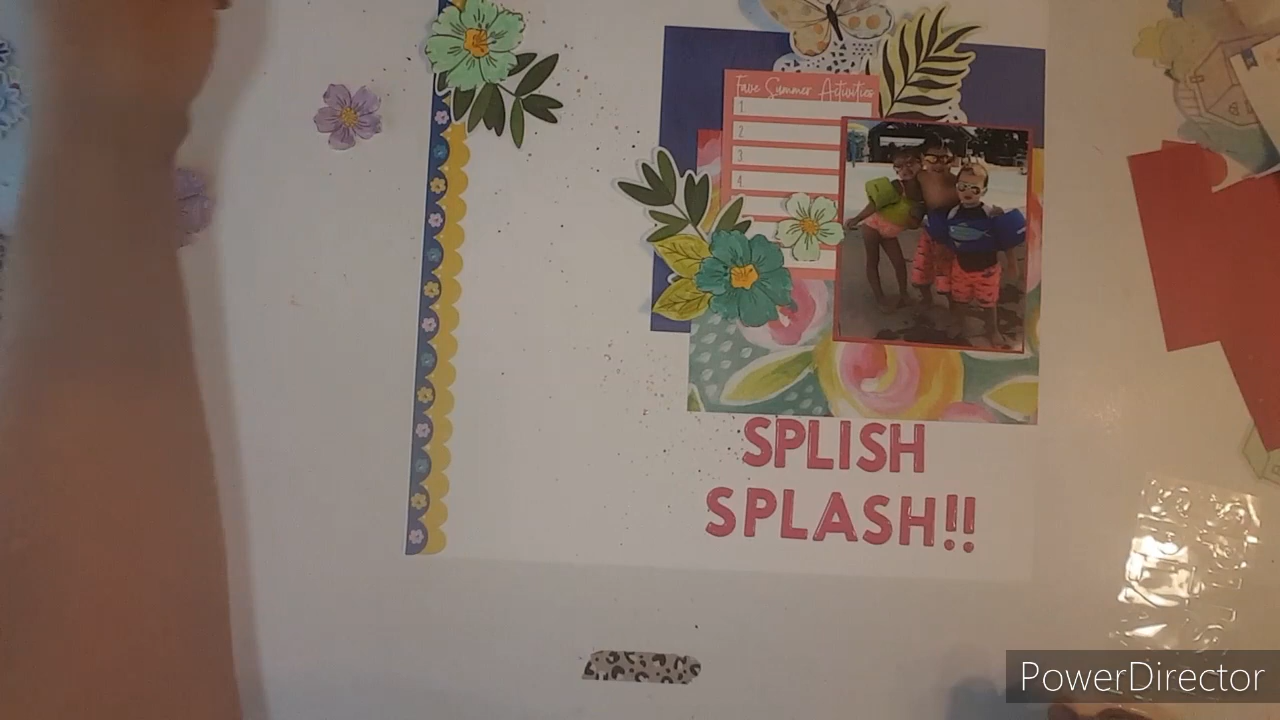 Fave Summer Activities
1
2
3
4
SPLISH
SPLASH!!
PowerDirector